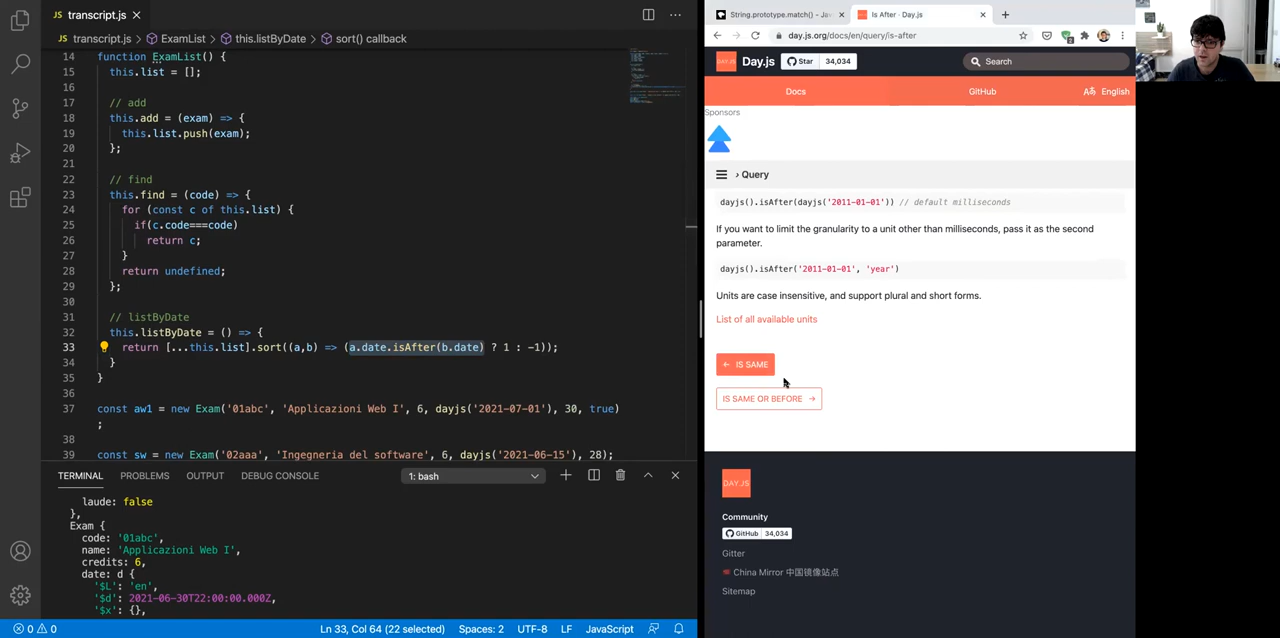 transcript.js
transcript.js > ExamList > this.listByDate > sort() callback
14 function ExamList() {
15 this.list = [];
16
17 // add
18 this.add = (exam) => {
19 this.list.push(exam);
20 };
21
22 // find
23 this.find = (code) => {
24 for (const c of this.list) {
25 if(c.code===code)
26 return c;
27 }
28 return undefined;
29 };
30
31 // listByDate
32 this.listByDate = () => {
33 return [...this.list].sort((a,b) => (a.date.isAfter(b.date) ? 1 : -1));
34 }
35 }
36
37 const aw1 = new Exam('01abc', 'Applicazioni Web I', 6, dayjs('2021-07-01'), 30, true)
;
38
39 const sw = new Exam('02aaa', 'Ingegneria del software', 6, dayjs('2021-06-15'), 28);
TERMINAL PROBLEMS OUTPUT DEBUG CONSOLE 1: bash
laude: false
},
Exam {
code: '01abc',
name: 'Applicazioni Web I',
credits: 6,
date: d {
'$L': 'en',
'$d': 2021-06-30T22:00:00.000Z,
'$x': {},
0 0 Ln 33, Col 64 (22 selected) Spaces: 2 UTF-8 LF JavaScript
String.prototype.match() - Jav
Is After · Day.js
day.js.org/docs/en/query/is-after
DAY.JS Day.js Star 34,034 Search
Docs GitHub English
Sponsors
› Query
dayjs().isAfter(dayjs('2011-01-01')) // default milliseconds
If you want to limit the granularity to a unit other than milliseconds, pass it as the second
parameter.
dayjs().isAfter('2011-01-01', 'year')
Units are case insensitive, and support plural and short forms.
List of all available units
← IS SAME
IS SAME OR BEFORE →
DAY.JS
Community
GitHub 34,034
Gitter
China Mirror 中国镜像站点
Sitemap